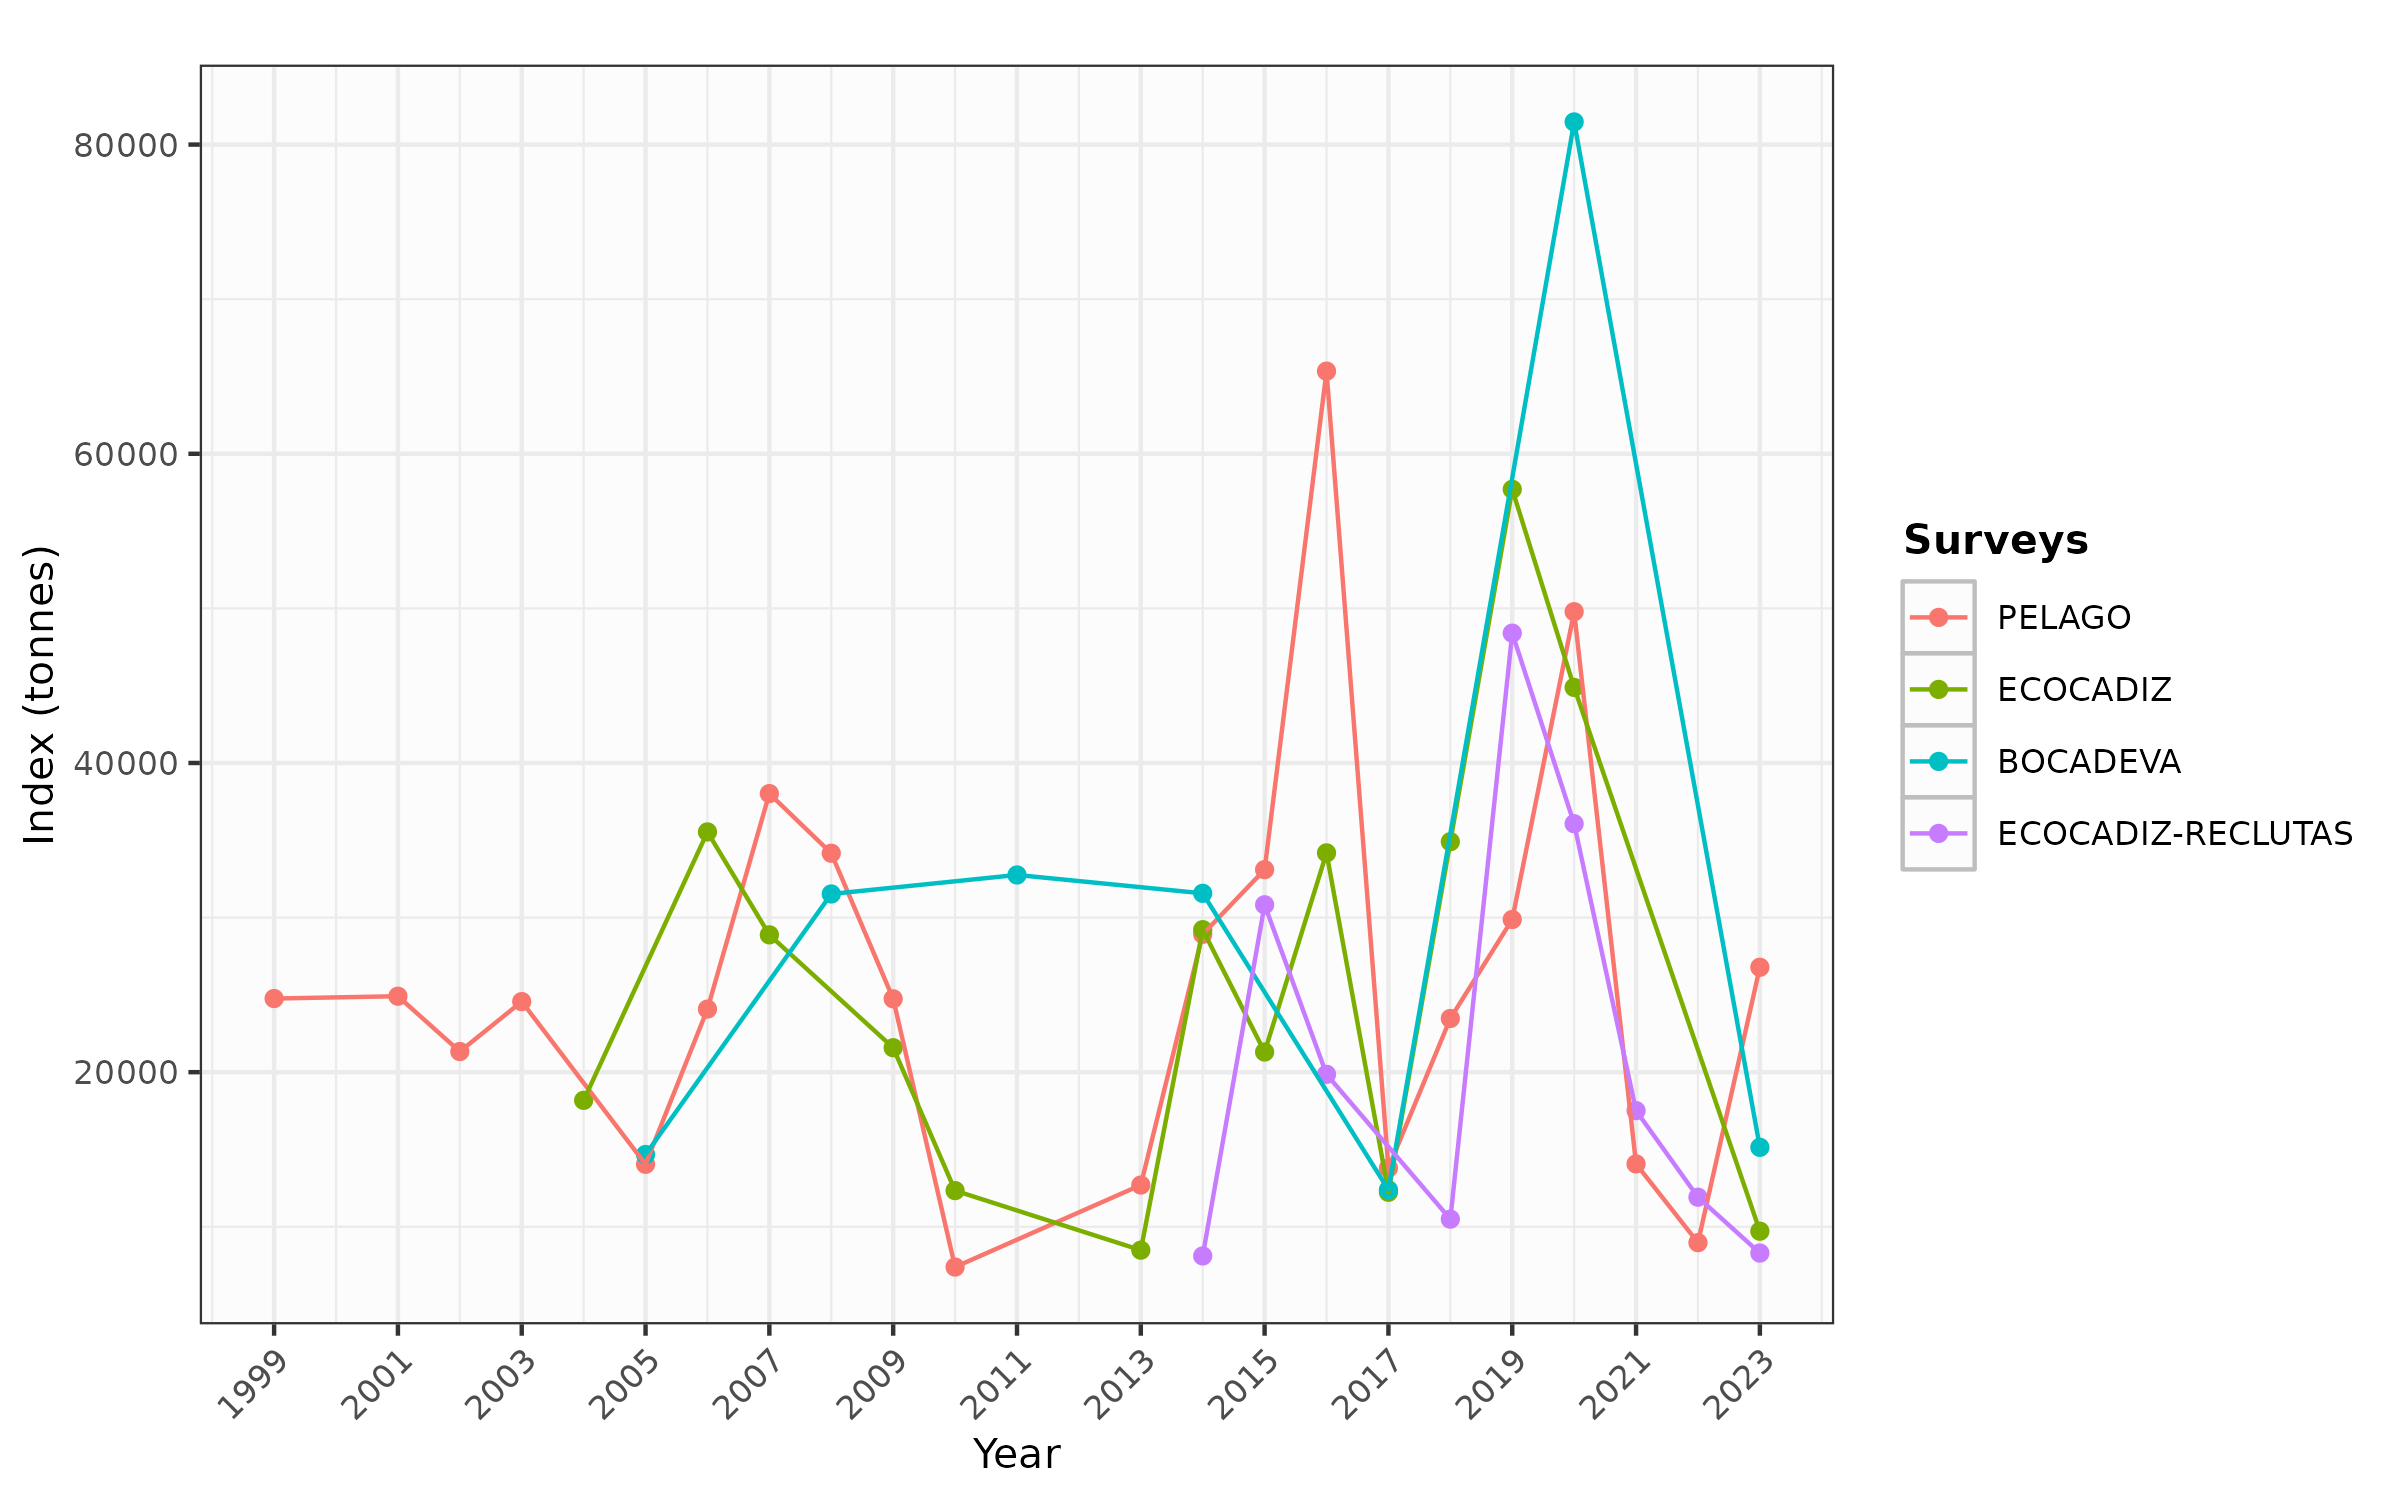 80000
60000
40000
20000
Index (tonnes)
1999
2001
2003
2005
2007
2009
2011
2013
2015
2017
2019
2021
2023
Year
Surveys
PELAGO
ECOCADIZ
BOCADEVA
ECOCADIZ-RECLUTAS